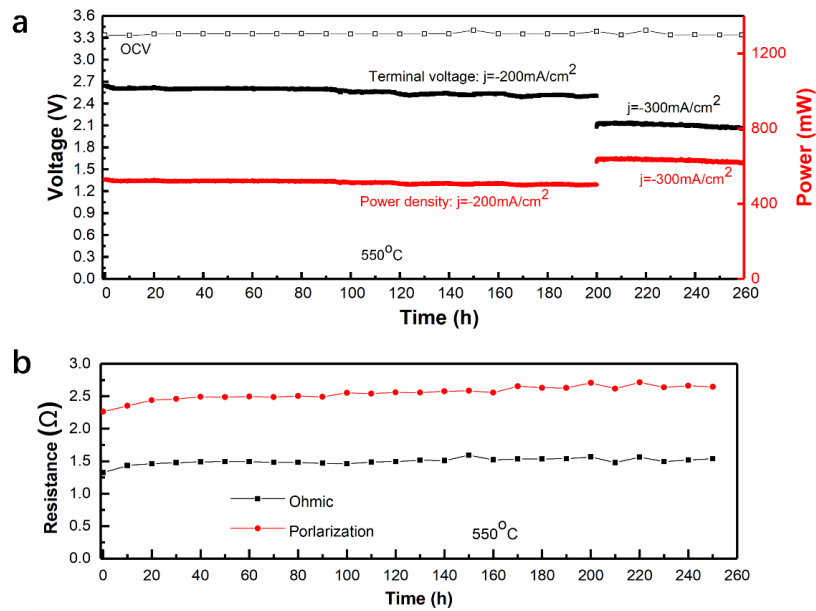 a
3.6
3.3
3.0
2.7
2.4
2.1
1.8
1.5
1.2
0.9
0.6
0.3
0.0
Voltage (V)
OCV
Terminal voltage: j=-200mA/cm²
j=-300mA/cm²
j=-300mA/cm²
Power density: j=-200mA/cm²
550°C
1200
800
400
0
Power (mW)
0 20 40 60 80 100 120 140 160 180 200 220 240 260
Time (h)
b
3.0
2.5
2.0
1.5
1.0
0.5
0.0
Resistance (Ω)
Ohmic
Porlarization
550°C
0 20 40 60 80 100 120 140 160 180 200 220 240 260
Time (h)